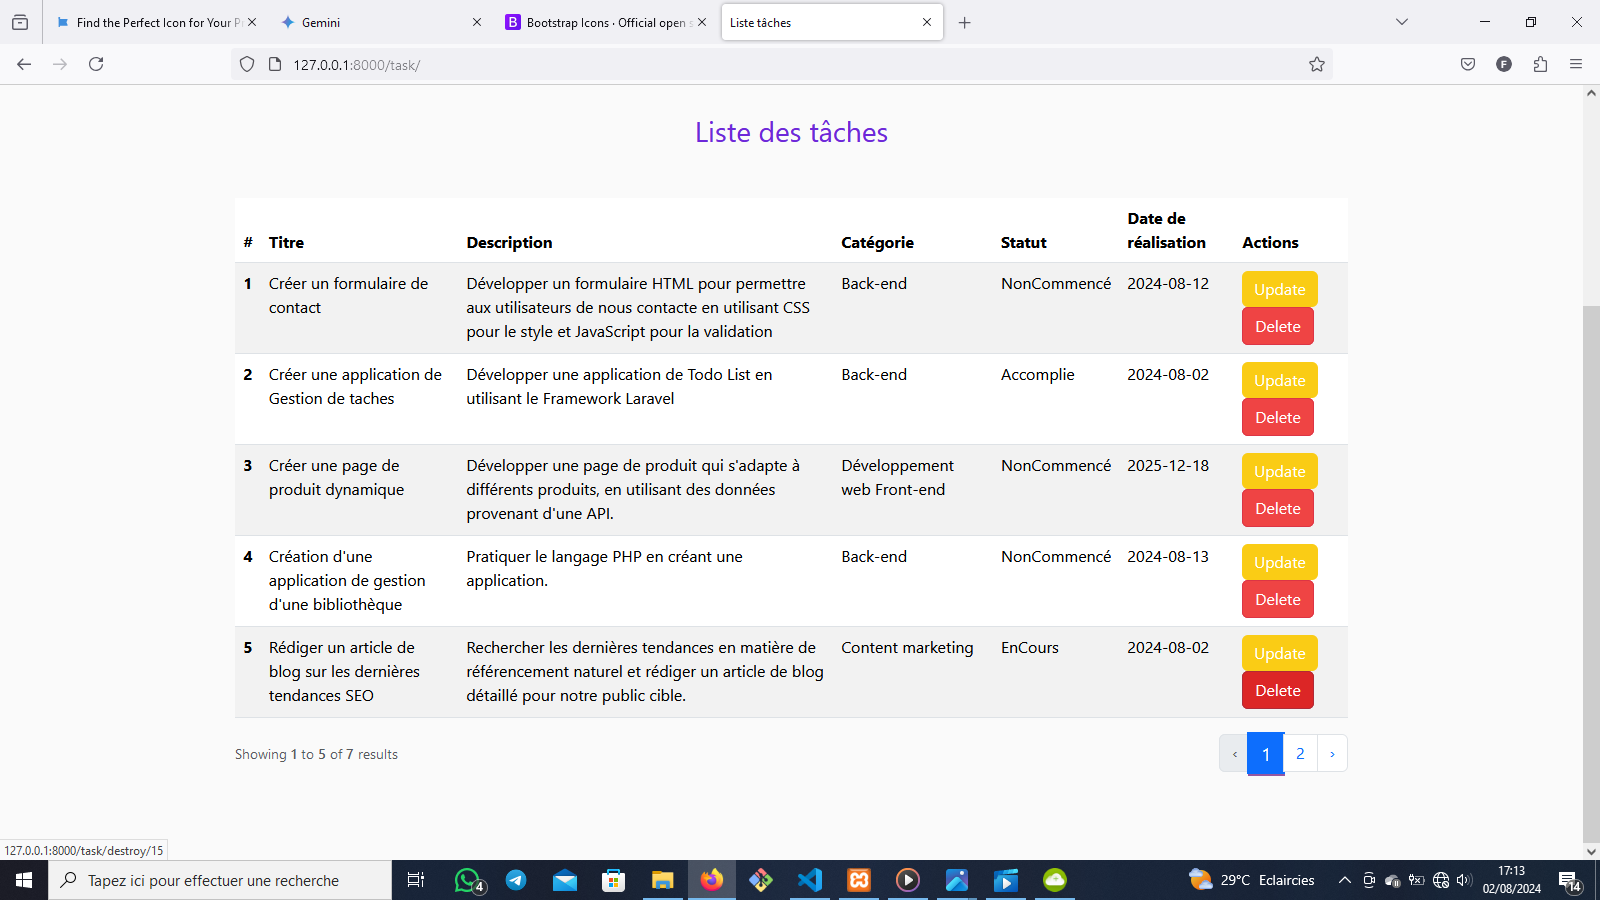 Find the Perfect Icon for Your P
Gemini
Bootstrap Icons · Official open s
Liste tâches
127.0.0.1:8000/task/
F
Liste des tâches
# Titre Description Catégorie Statut Date de réalisation Actions
1 Créer un formulaire de contact
Développer un formulaire HTML pour permettre
aux utilisateurs de nous contacte en utilisant CSS
pour le style et JavaScript pour la validation
Back-end NonCommencé 2024-08-12 Update
Delete
2 Créer une application de
Gestion de taches
Développer une application de Todo List en
utilisant le Framework Laravel
Back-end Accomplie 2024-08-02 Update
Delete
3 Créer une page de
produit dynamique
Développer une page de produit qui s'adapte à
différents produits, en utilisant des données
provenant d'une API.
Développement
web Front-end
NonCommencé 2025-12-18 Update
Delete
4 Création d'une
application de gestion
d'une bibliothèque
Pratiquer le langage PHP en créant une
application.
Back-end NonCommencé 2024-08-13 Update
Delete
5 Rédiger un article de
blog sur les dernières
tendances SEO
Rechercher les dernières tendances en matière de
référencement naturel et rédiger un article de blog
détaillé pour notre public cible.
Content marketing EnCours 2024-08-02 Update
Delete
Showing 1 to 5 of 7 results
‹ 1 2 ›
127.0.0.1:8000/task/destroy/15
Tapez ici pour effectuer une recherche
4
29°C Eclaircies
17:13
02/08/2024
14